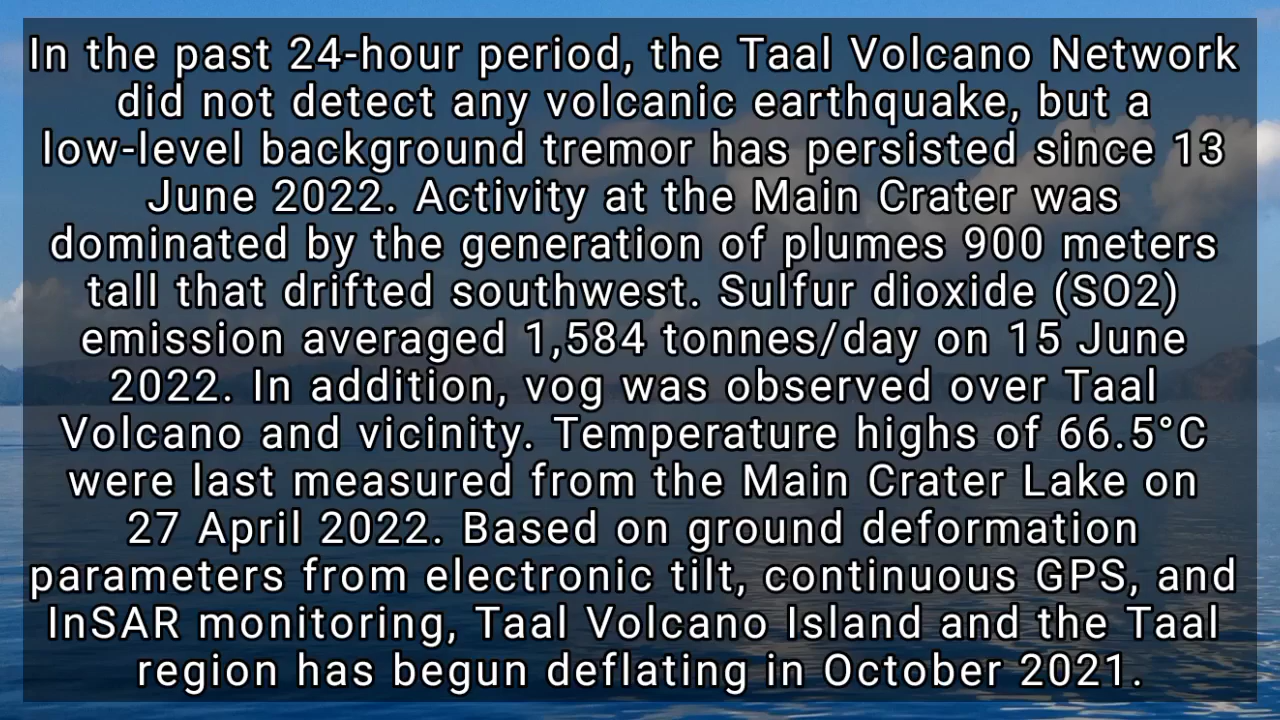 In the past 24-hour period, the Taal Volcano Network
did not detect any volcanic earthquake, but a
low-level background tremor has persisted since 13
June 2022. Activity at the Main Crater was
dominated by the generation of plumes 900 meters
tall that drifted southwest. Sulfur dioxide (SO2)
emission averaged 1,584 tonnes/day on 15 June
2022. In addition, vog was observed over Taal
Volcano and vicinity. Temperature highs of 66.5°C
were last measured from the Main Crater Lake on
27 April 2022. Based on ground deformation
parameters from electronic tilt, continuous GPS, and
InSAR monitoring, Taal Volcano Island and the Taal
region has begun deflating in October 2021.